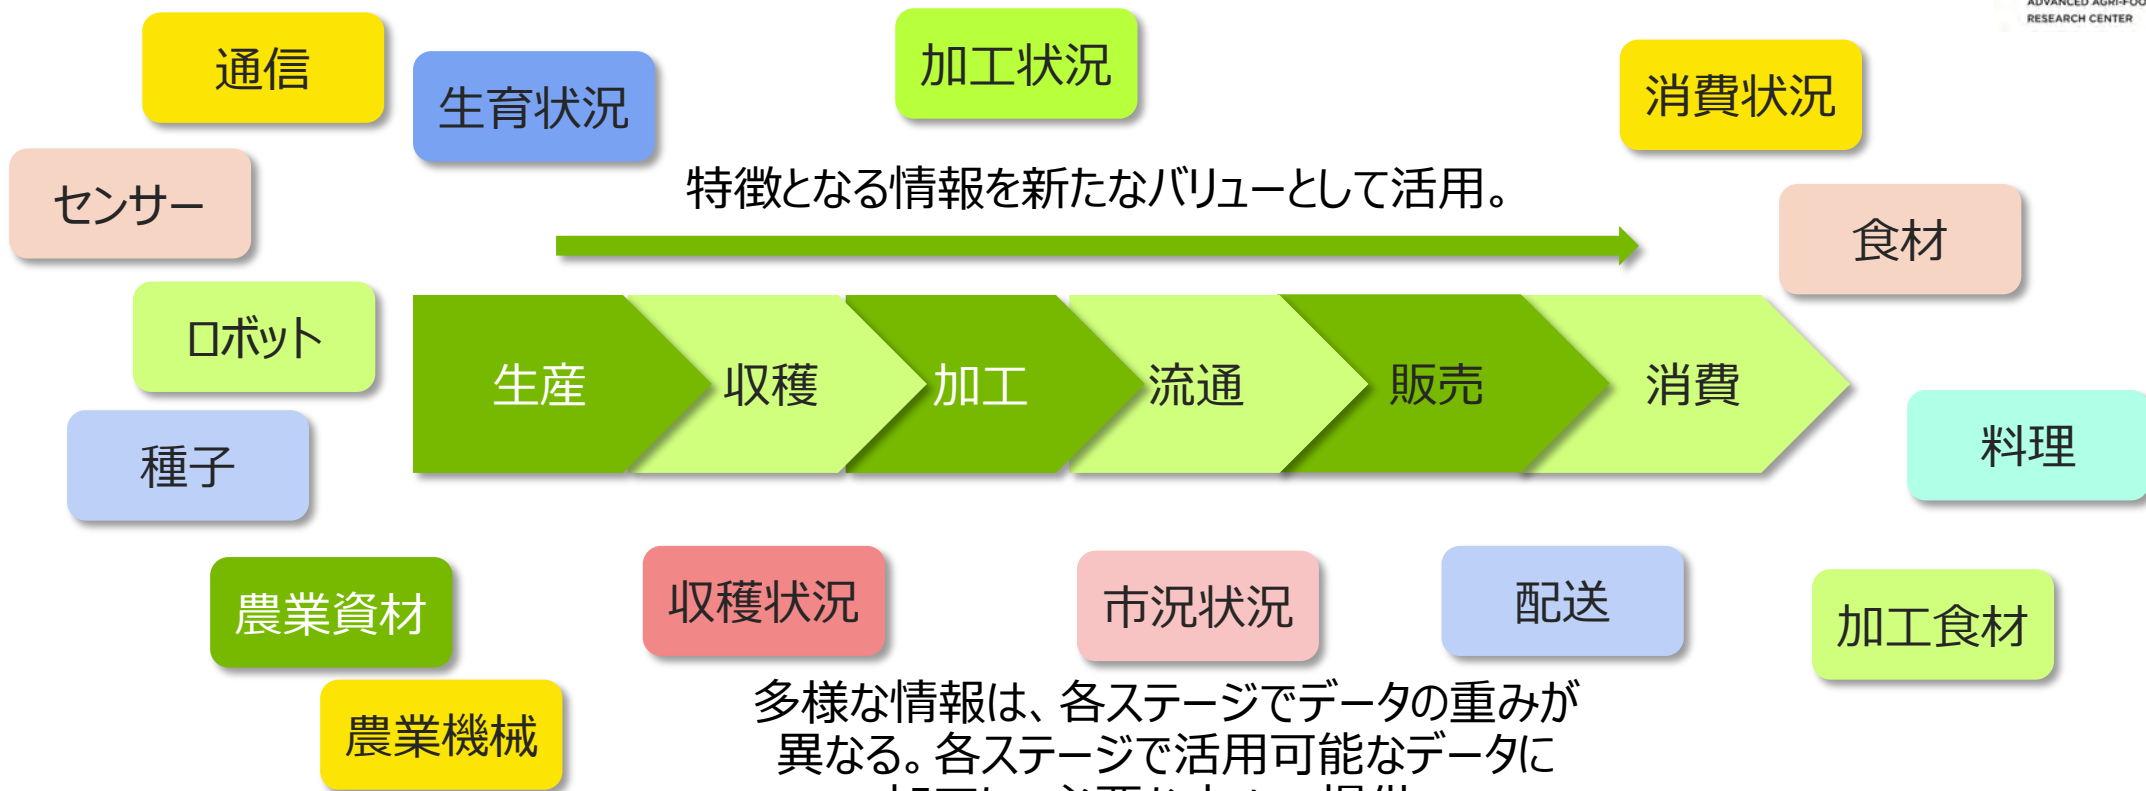 ADVANCED AGRI-FOO
RESEARCH CENTER
通信
生育状況
加工状況
消費状況
センサー
特徴となる情報を新たなバリューとして活用。
食材
ロボット
生産
収穫
加工
流通
販売
消費
種子
料理
農業資材
収穫状況
市況状況
配送
加工食材
農業機械
多様な情報は、各ステージでデータの重みが
異なる。各ステージで活用可能なデータに